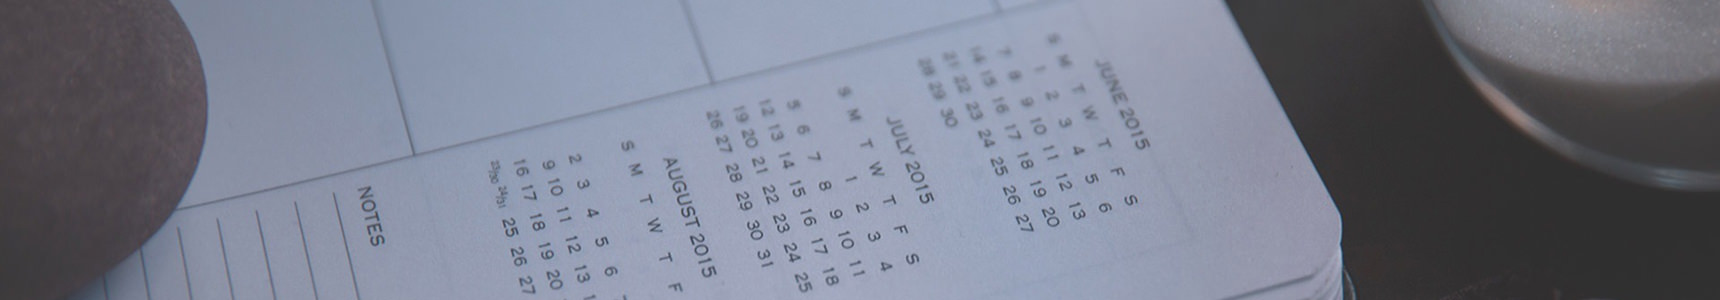 JUNE 2015
S M T W T F S
1 2 3 4 5 6
7 8 9 10 11 12 13
14 15 16 17 18 19 20
21 22 23 24 25 26 27
28 29 30
JULY 2015
S M T W T F S
1 2 3 4
5 6 7 8 9 10 11
12 13 14 15 16 17 18
19 20 21 22 23 24 25
26 27 28 29 30 31
AUGUST 2015
S M T W T F
2 3 4 5 6
9 10 11 12 13
16 17 18 19 20
23/30 24/31 25 26 27
NOTES